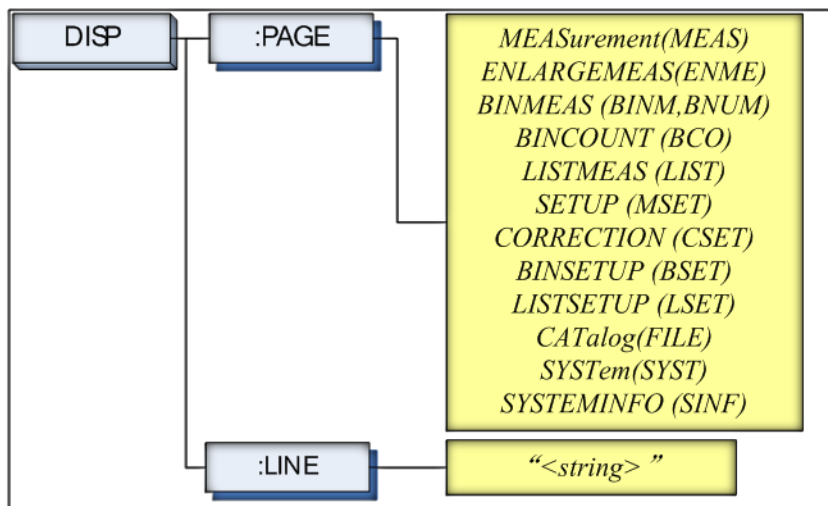 DISP
:PAGE
MEASurement(MEAS)
ENLARGEMEAS(ENME)
BINMEAS (BINM,BNUM)
BINCOUNT (BCO)
LISTMEAS (LIST)
SETUP (MSET)
CORRECTION (CSET)
BINSETUP (BSET)
LISTSETUP (LSET)
CATalog(FILE)
SYSTem(SYST)
SYSTEMINFO (SINF)
:LINE
“<string> ”